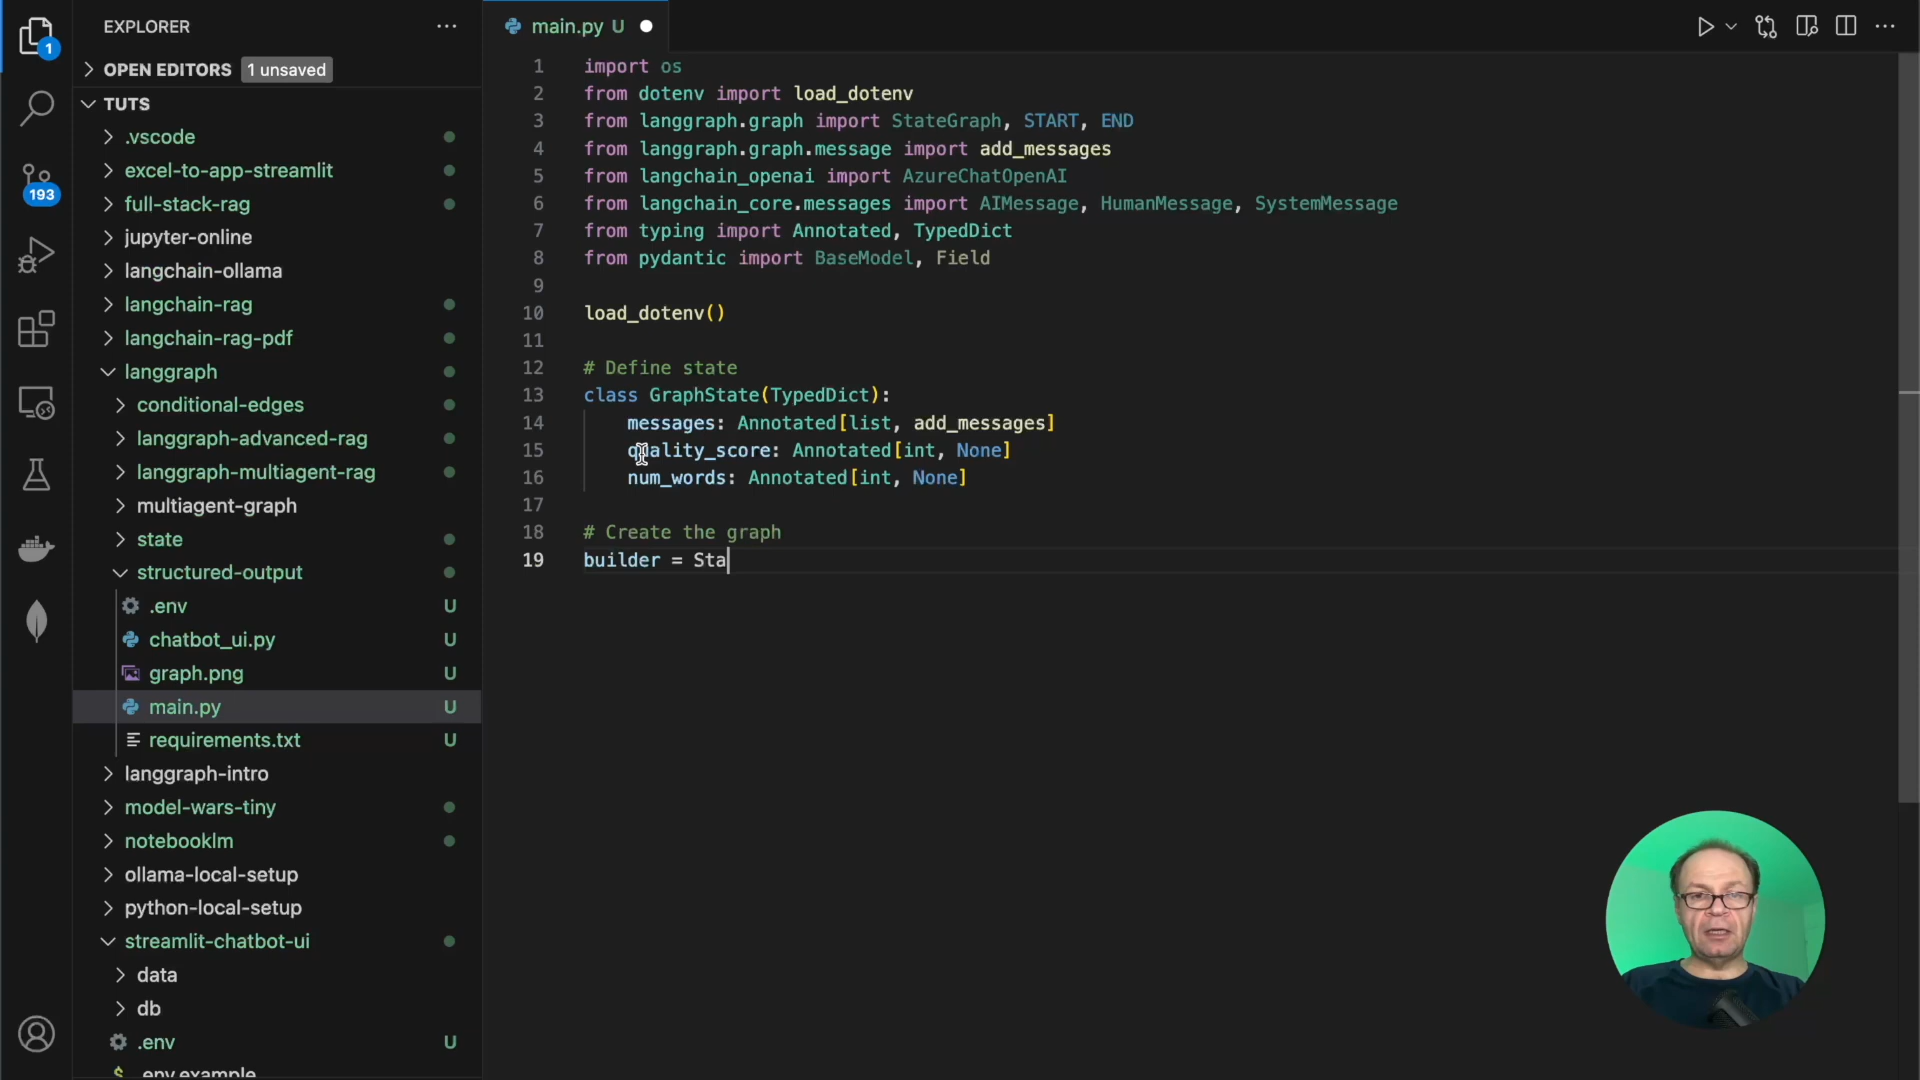 EXPLORER
OPEN EDITORS 1 unsaved
TUTS
.vscode
excel-to-app-streamlit
full-stack-rag
jupyter-online
langchain-ollama
langchain-rag
langchain-rag-pdf
langgraph
conditional-edges
langgraph-advanced-rag
langgraph-multiagent-rag
multiagent-graph
state
structured-output
.env U
chatbot_ui.py U
graph.png U
main.py U
requirements.txt U
langgraph-intro
model-wars-tiny
notebooklm
ollama-local-setup
python-local-setup
streamlit-chatbot-ui
data
db
.env U
.env.example
1
193
main.py U
1 import os
2 from dotenv import load_dotenv
3 from langgraph.graph import StateGraph, START, END
4 from langgraph.graph.message import add_messages
5 from langchain_openai import AzureChatOpenAI
6 from langchain_core.messages import AIMessage, HumanMessage, SystemMessage
7 from typing import Annotated, TypedDict
8 from pydantic import BaseModel, Field
9
10 load_dotenv()
11
12 # Define state
13 class GraphState(TypedDict):
14 messages: Annotated[list, add_messages]
15 quality_score: Annotated[int, None]
16 num_words: Annotated[int, None]
17
18 # Create the graph
19 builder = Sta